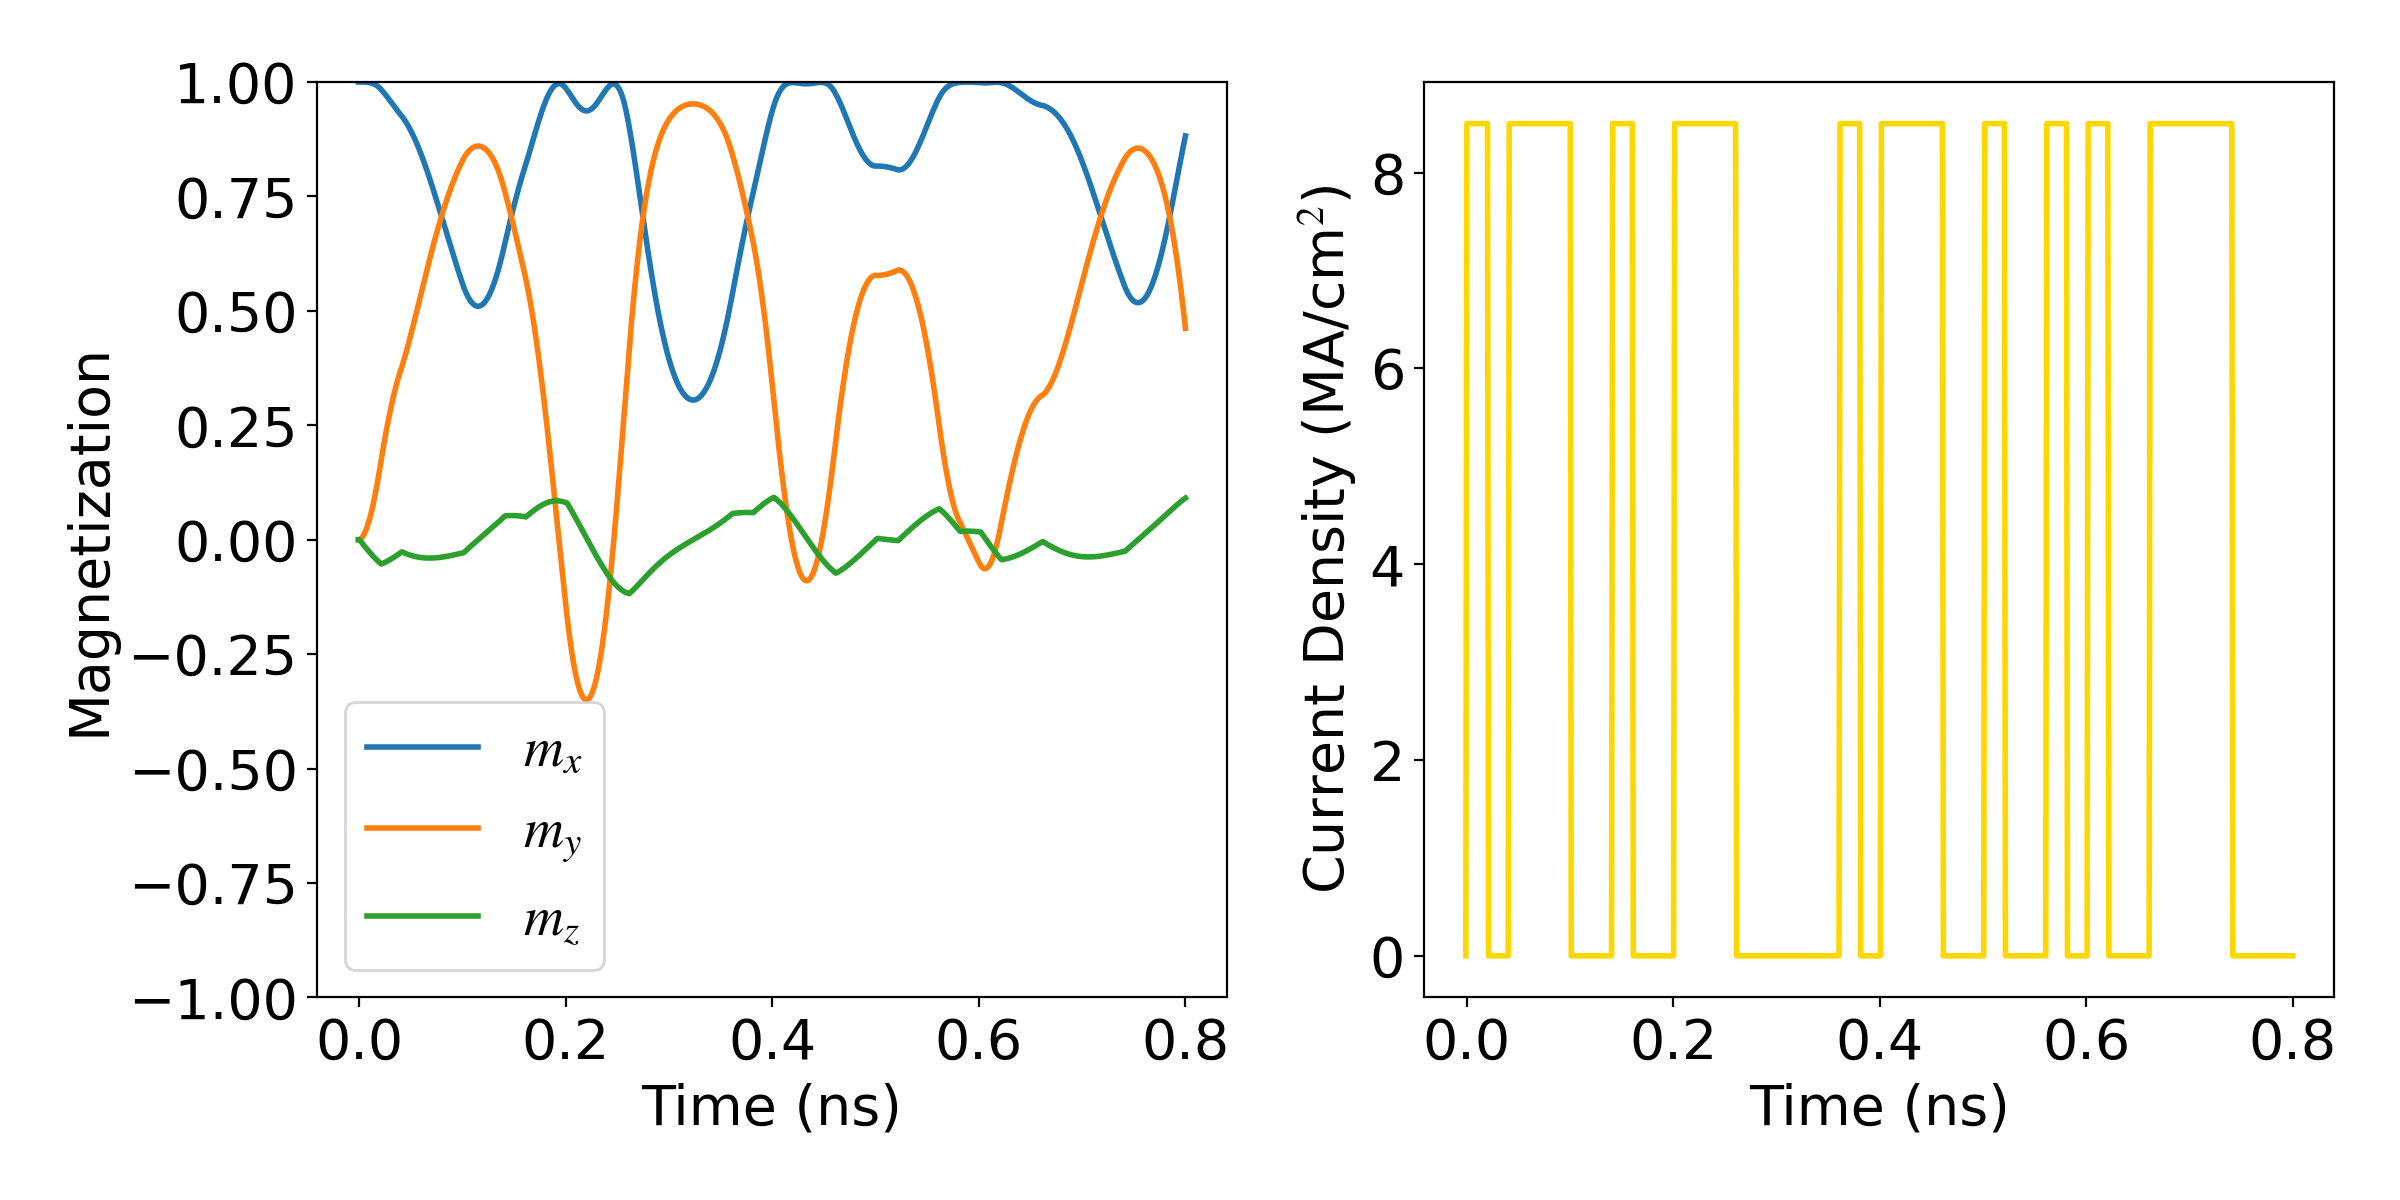 1.00
0.75
0.50
0.25
0.00
−0.25
−0.50
−0.75
−1.00
Magnetization
m_x
m_y
m_z
0.0 0.2 0.4 0.6 0.8
Time (ns)
8
6
4
2
0
Current Density (MA/cm²)
0.0 0.2 0.4 0.6 0.8
Time (ns)